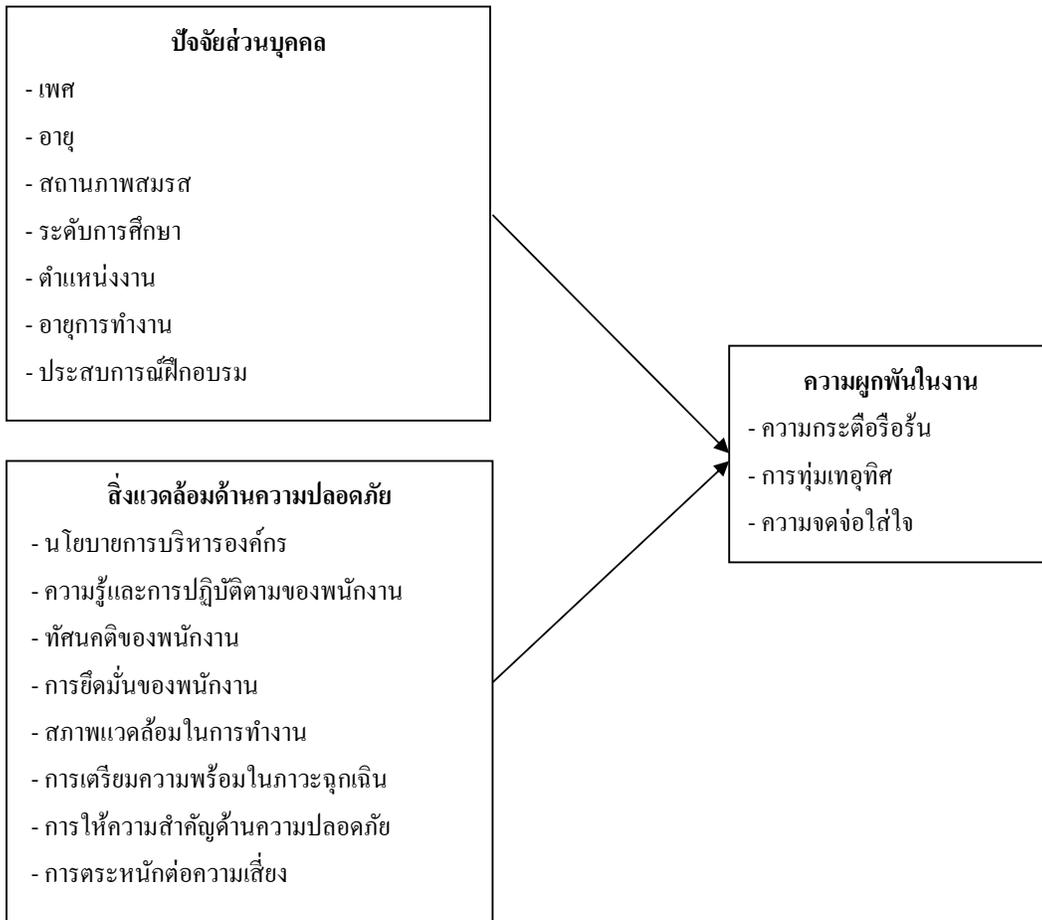 ปัจจัยส่วนบุคคล
- เพศ
- อายุ
- สถานภาพสมรส
- ระดับการศึกษา
- ตำแหน่งงาน
- อายุการทำงาน
- ประสบการณ์ฝึกอบรม
สิ่งแวดล้อมด้านความปลอดภัย
- นโยบายการบริหารองค์กร
- ความรู้และการปฏิบัติตามของพนักงาน
- ทัศนคติของพนักงาน
- การยึดมั่นของพนักงาน
- สภาพแวดล้อมในการทำงาน
- การเตรียมความพร้อมในภาวะฉุกเฉิน
- การให้ความสำคัญด้านความปลอดภัย
- การตระหนักต่อความเสี่ยง
ความผูกพันในงาน
- ความกระตือรือร้น
- การทุ่มเทอุทิศ
- ความจดจ่อใส่ใจ